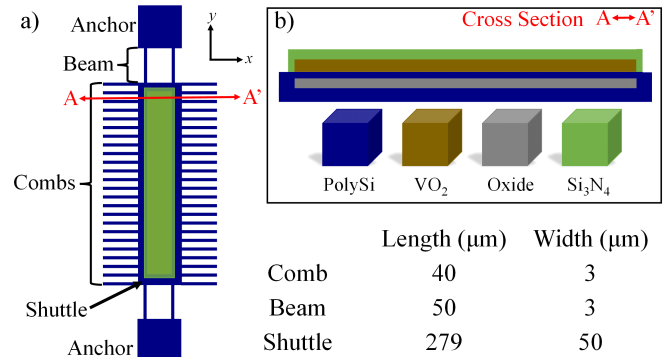 a)
Anchor
y
x
Beam
A
A'
Combs
Shuttle
Anchor
b)
Cross Section A A'
PolySi VO₂ Oxide Si₃N₄
Length (μm) Width (μm)
Comb 40 3
Beam 50 3
Shuttle 279 50